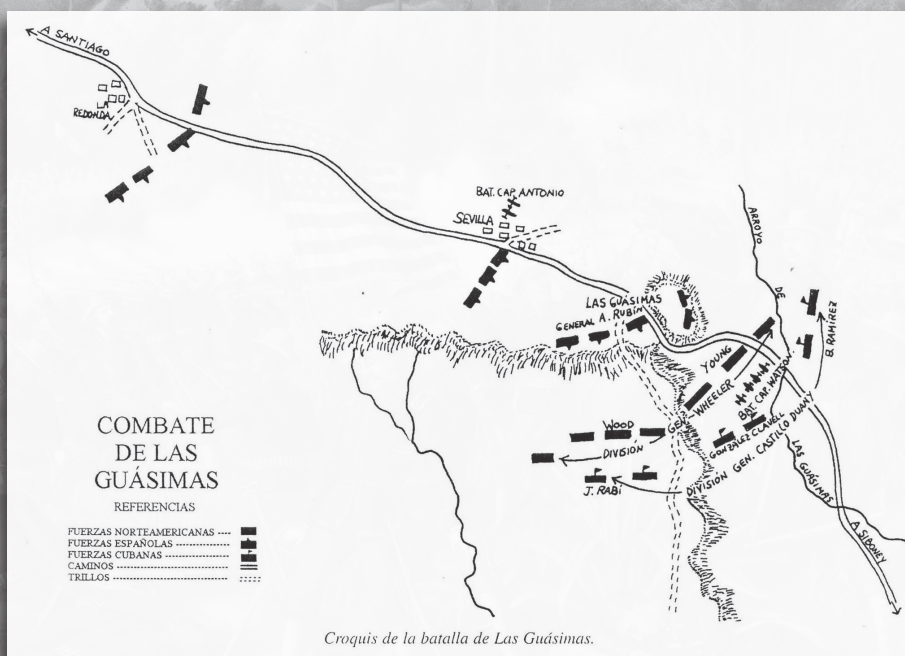 A SANTIAGO
LA
REDONDA
BAT. CAP. ANTONIO
SEVILLA
ARROYO DE LAS GUÁSIMAS
LAS GUÁSIMAS
GENERAL A. RUBÍN
B. RAMIREZ
YOUNG
GEN. WHEELER
BAT. CAP. WATSON
WOOD
DIVISION
GONZÁLEZ CLAVELL
DIVISIÓN GEN. CASTILLO DUANY
J. RABÍ
A SIBONEY
COMBATE
DE LAS
GUÁSIMAS
REFERENCIAS
FUERZAS NORTEAMERICANAS
FUERZAS ESPAÑOLAS
FUERZAS CUBANAS
CAMINOS
TRILLOS
Croquis de la batalla de Las Guásimas.